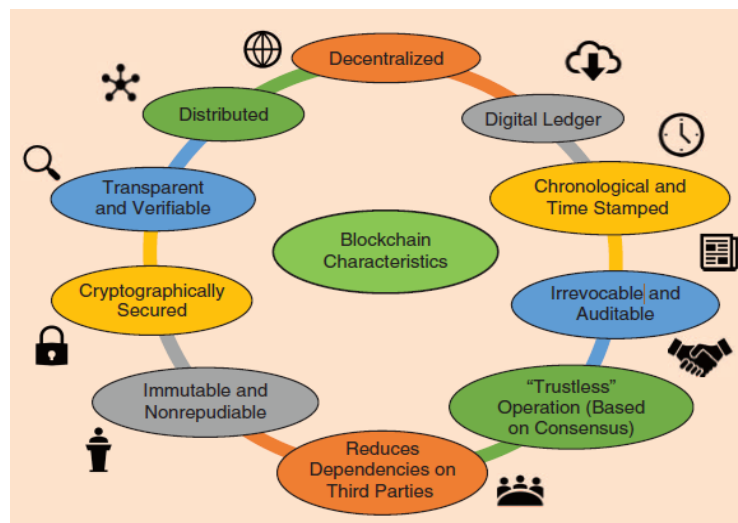 Decentralized
Digital Ledger
Chronological and
Time Stamped
Irrevocable and
Auditable
“Trustless”
Operation (Based
on Consensus)
Reduces
Dependencies on
Third Parties
Immutable and
Nonrepudiable
Cryptographically
Secured
Transparent
and Verifiable
Distributed
Blockchain
Characteristics